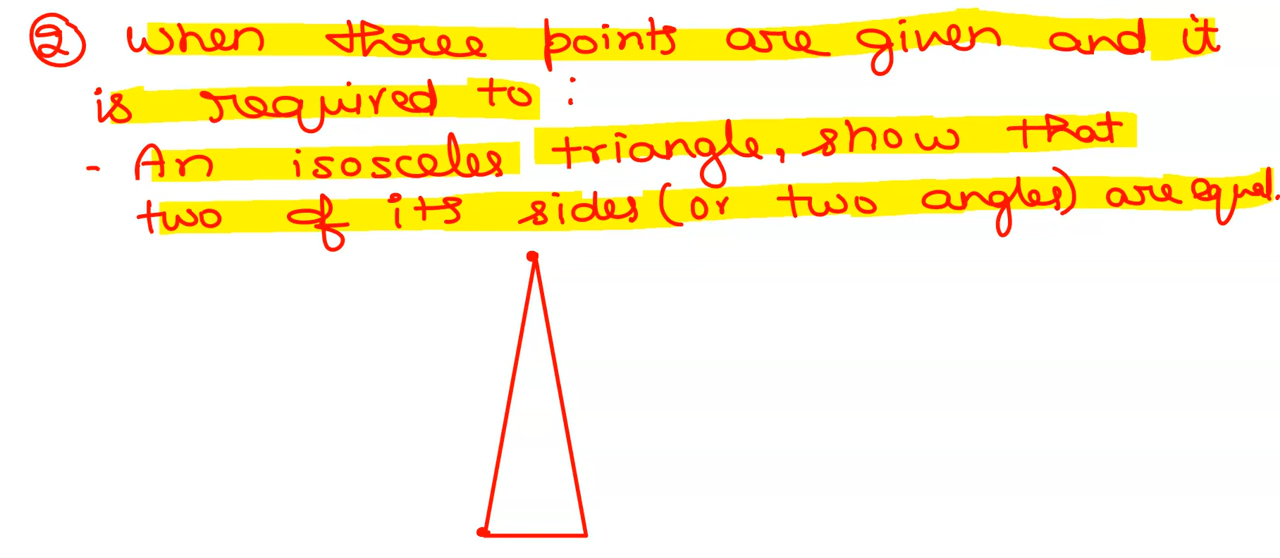 ② when three points are given and it
is required to :
- An isosceles triangle, show that
two of its sides (or two angles) are equal.